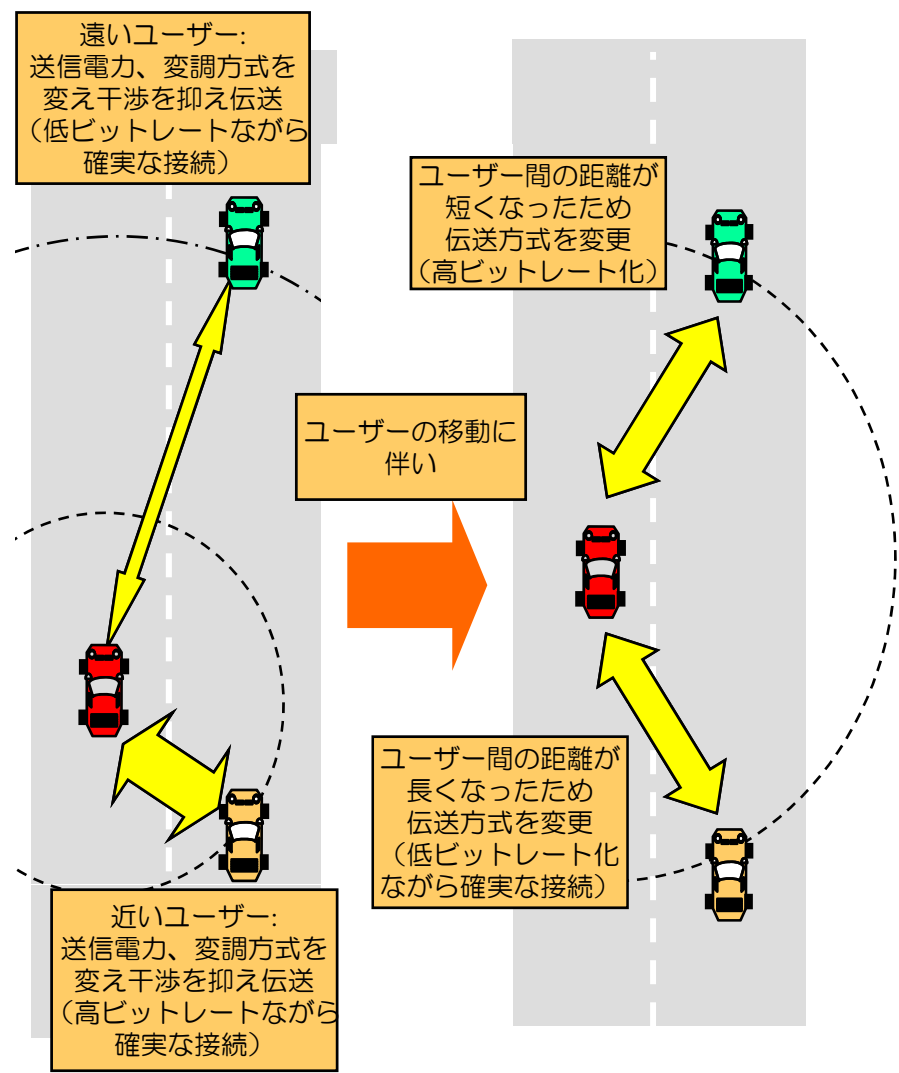 遠いユーザー:
送信電力、変調方式を
変え干渉を抑え伝送
（低ビットレートながら
確実な接続）
ユーザー間の距離が
短くなったため
伝送方式を変更
（高ビットレート化）
ユーザーの移動に
伴い
ユーザー間の距離が
長くなったため
伝送方式を変更
（低ビットレート化
ながら確実な接続）
近いユーザー:
送信電力、変調方式を
変え干渉を抑え伝送
（高ビットレートながら
確実な接続）